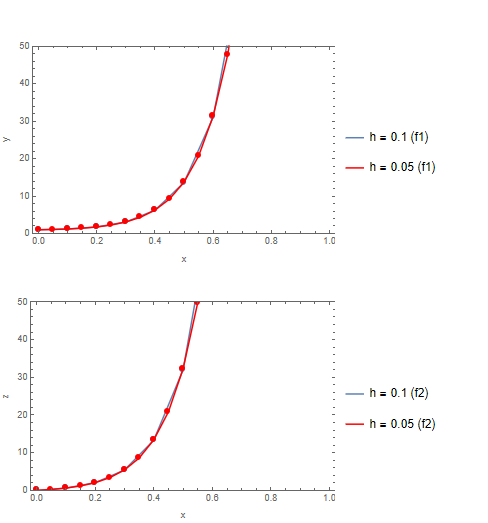 50
40
30
20
10
0
y
0.0 0.2 0.4 0.6 0.8 1.0
x
h = 0.1 (f1)
h = 0.05 (f1)
50
40
30
20
10
0
z
0.0 0.2 0.4 0.6 0.8 1.0
x
h = 0.1 (f2)
h = 0.05 (f2)